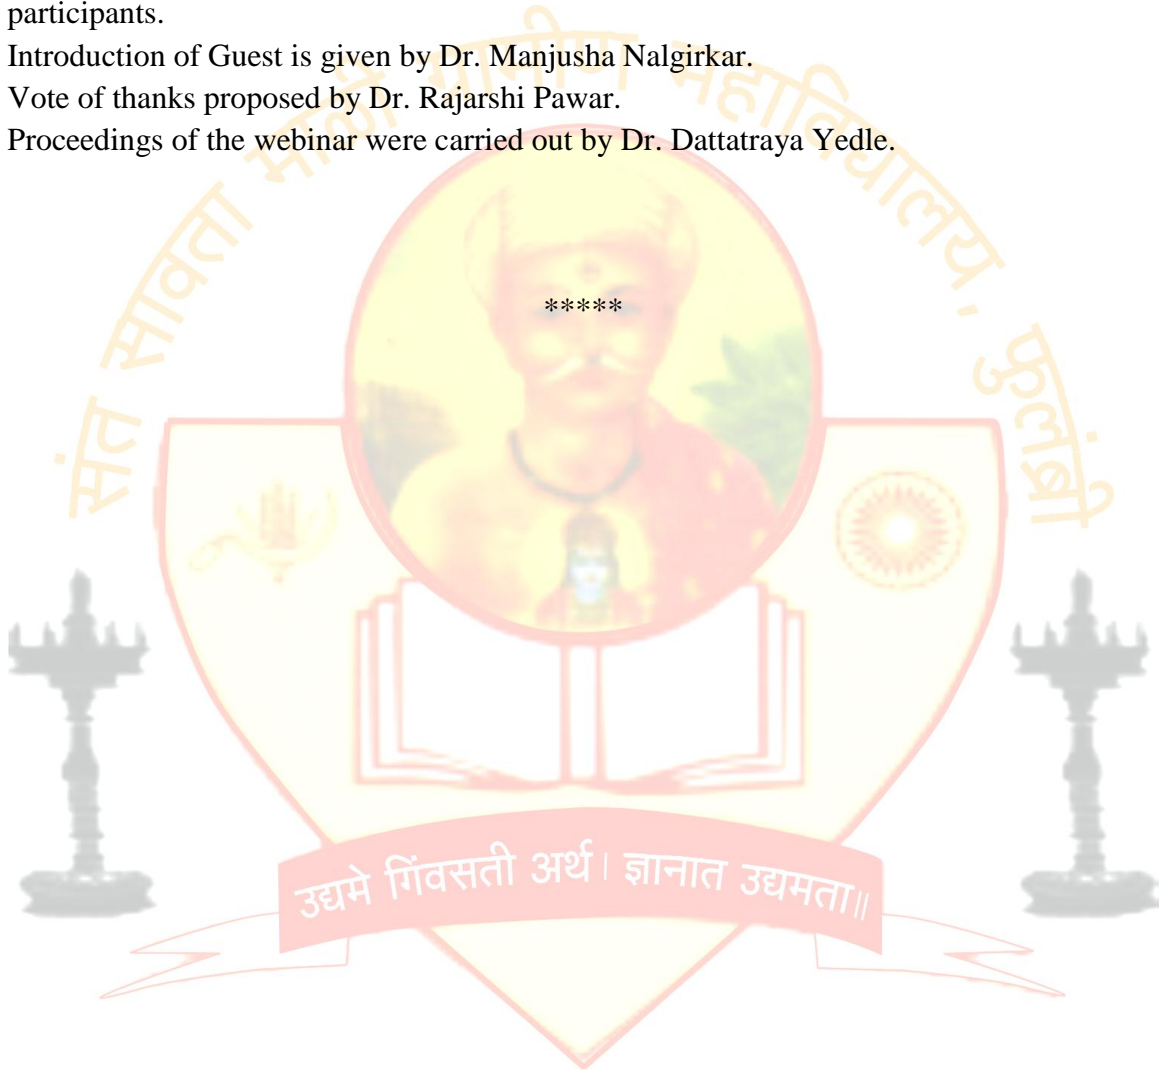 participants.
Introduction of Guest is given by Dr. Manjusha Nalgirkar.
Vote of thanks proposed by Dr. Rajarshi Pawar.
Proceedings of the webinar were carried out by Dr. Dattatraya Yedle.
संत सावता माळी ग्रामीण महाविद्यालय, फुलंब्री
*****
उद्यमे गिंवसती अर्थ। ज्ञानात उद्यमता॥